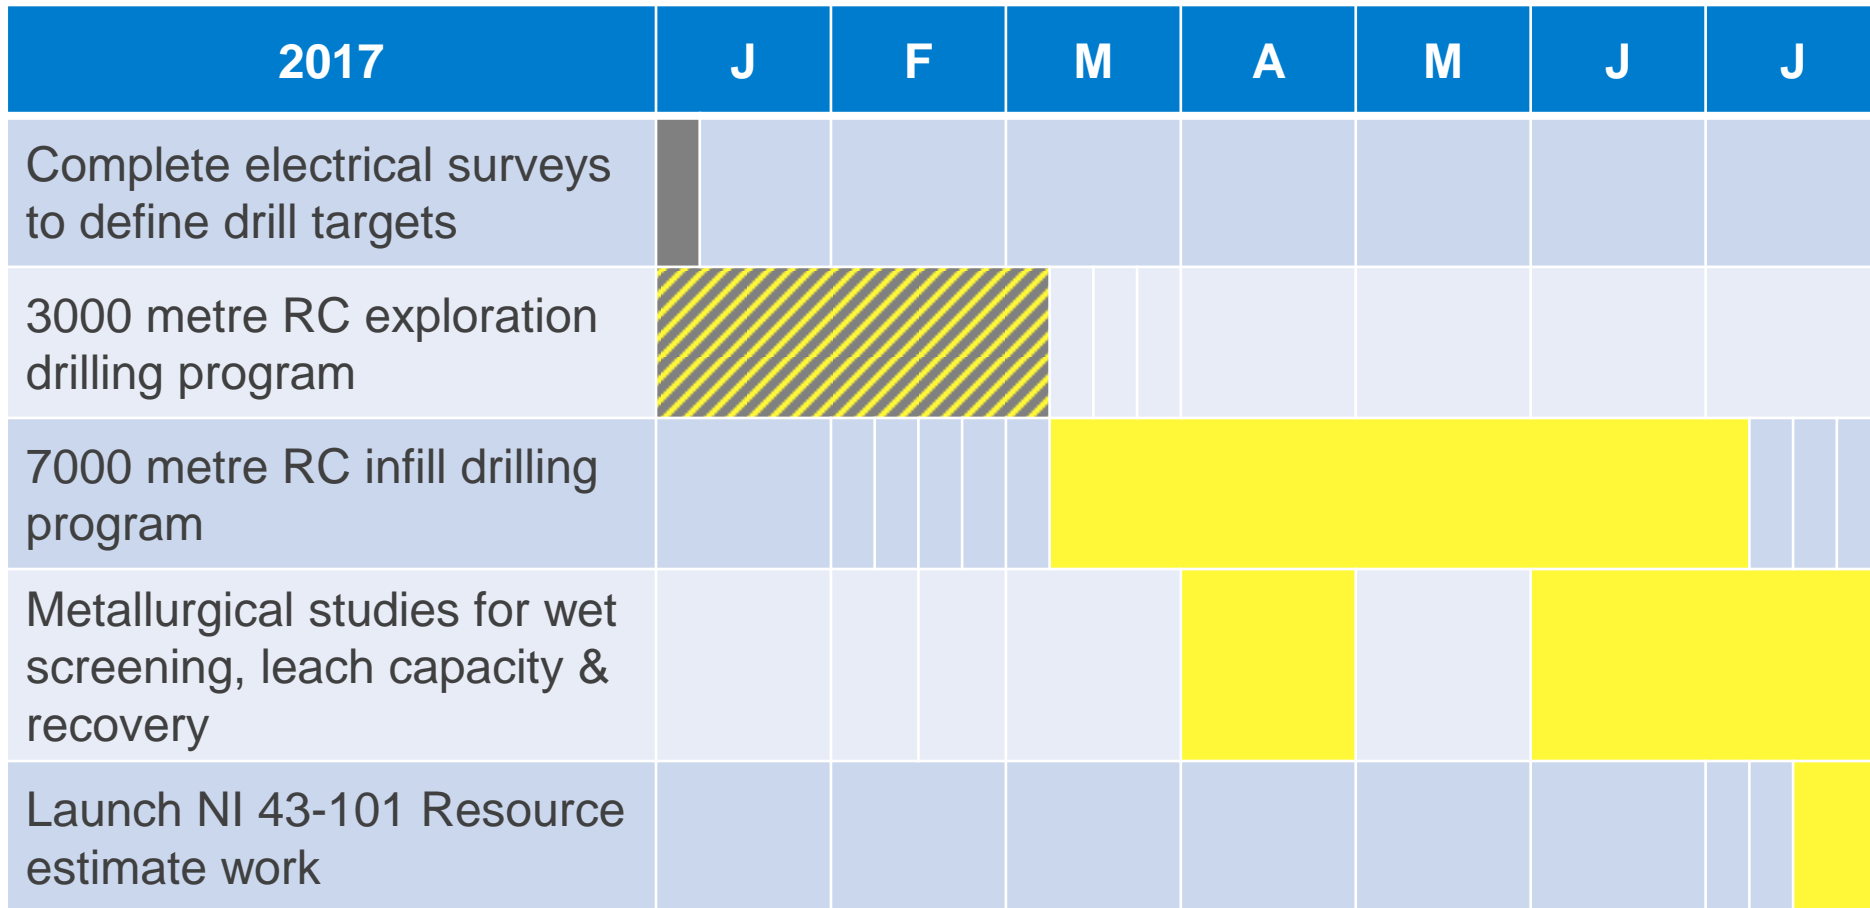 2017 J F M A M J J
Complete electrical surveys
to define drill targets
3000 metre RC exploration
drilling program
7000 metre RC infill drilling
program
Metallurgical studies for wet
screening, leach capacity &
recovery
Launch NI 43-101 Resource
estimate work